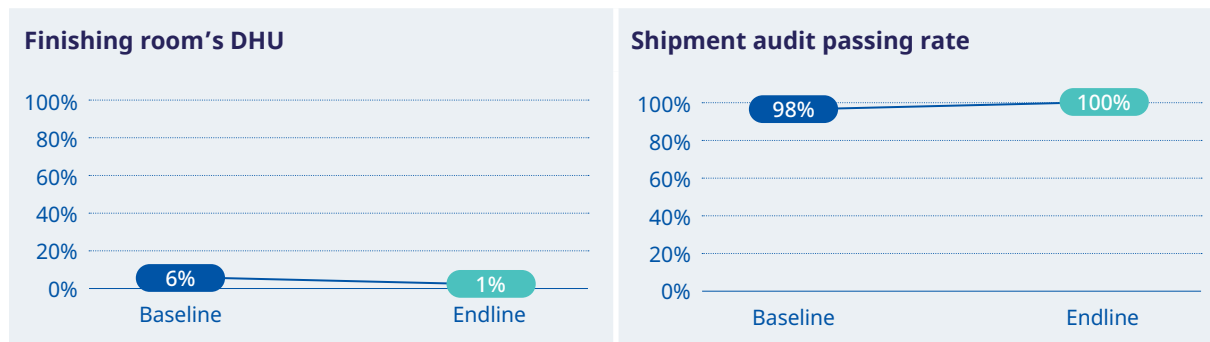 Finishing room’s DHU
100%
80%
60%
40%
20%
0%
6%
1%
Baseline
Endline
Shipment audit passing rate
100%
80%
60%
40%
20%
0%
98%
100%
Baseline
Endline